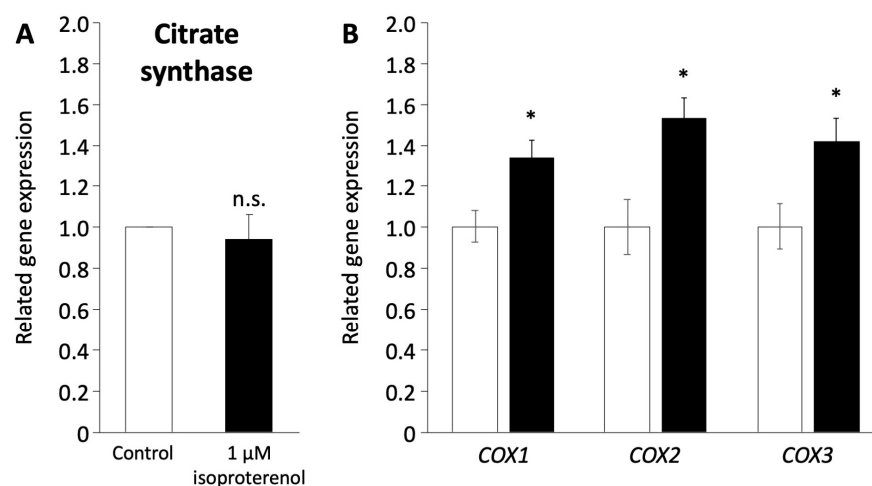 A
Citrate
synthase
Related gene expression
2.0
1.8
1.6
1.4
1.2
1.0
0.8
0.6
0.4
0.2
0
n.s.
Control
1 μM
isoproterenol
B
Related gene expression
2.0
1.8
1.6
1.4
1.2
1.0
0.8
0.6
0.4
0.2
0
*
*
*
COX1
COX2
COX3